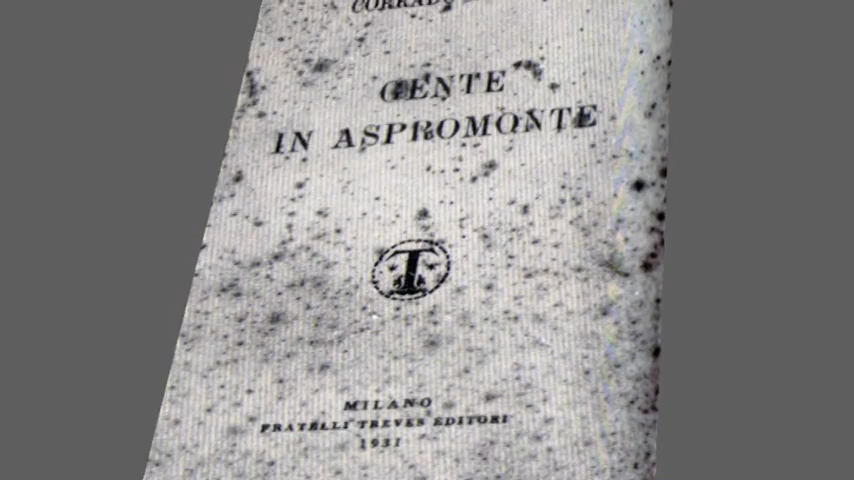 GENTE
IN ASPROMONTE
T
MILANO
FRATELLI TREVES EDITORI
1931